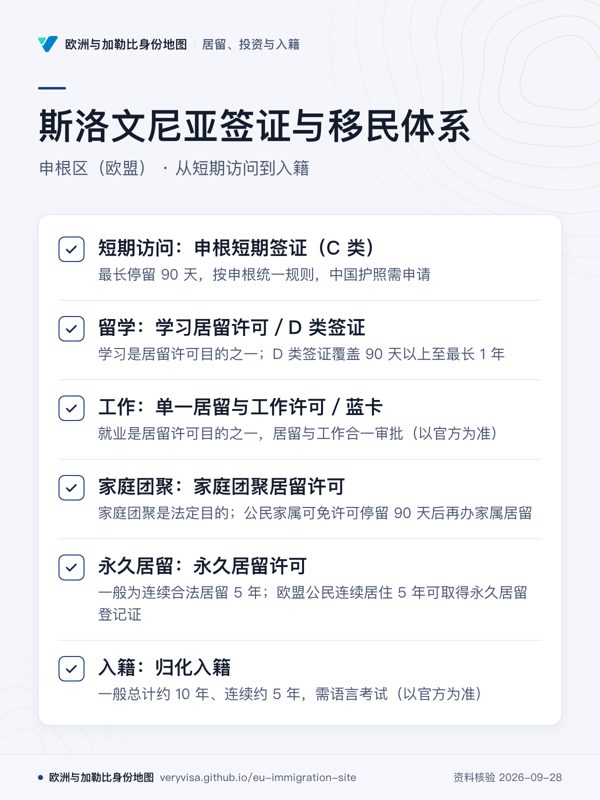 欧洲与加勒比身份地图 | 居留、投资与入籍
斯洛文尼亚签证与移民体系
申根区（欧盟） · 从短期访问到入籍
短期访问：申根短期签证（C 类）
最长停留 90 天，按申根统一规则，中国护照需申请
留学：学习居留许可 / D 类签证
学习是居留许可目的之一；D 类签证覆盖 90 天以上至最长 1 年
工作：单一居留与工作许可 / 蓝卡
就业是居留许可目的之一，居留与工作合一审批（以官方为准）
家庭团聚：家庭团聚居留许可
家庭团聚是法定目的；公民家属可免许可停留 90 天后再办家属居留
永久居留：永久居留许可
一般为连续合法居留 5 年；欧盟公民连续居住 5 年可取得永久居留
登记证
入籍：归化入籍
一般总计约 10 年、连续约 5 年，需语言考试（以官方为准）
欧洲与加勒比身份地图 veryvisa.github.io/eu-immigration-site 资料核验 2026-09-28